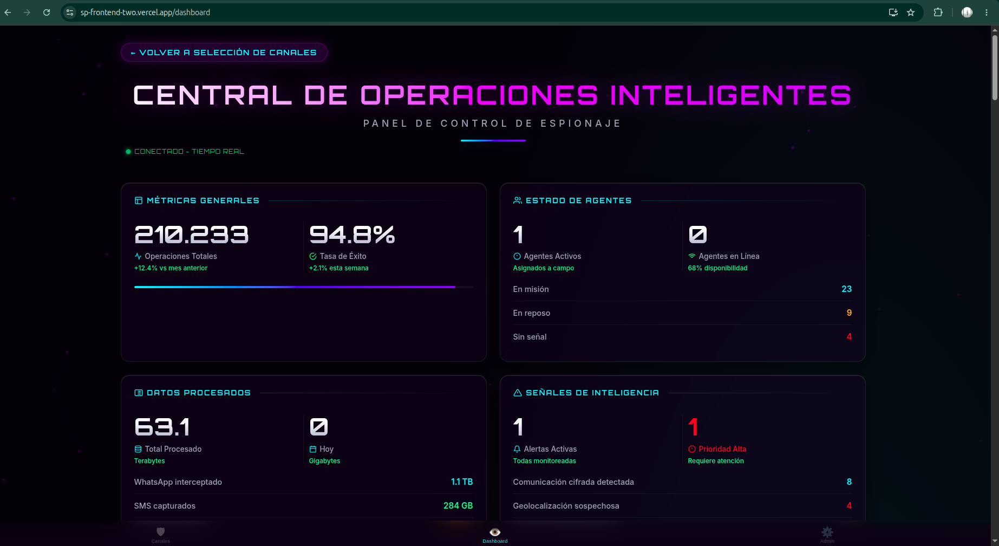 sp-frontend-two.vercel.app/dashboard
← VOLVER A SELECCIÓN DE CANALES
CENTRAL DE OPERACIONES INTELIGENTES
PANEL DE CONTROL DE ESPIONAJE
CONECTADO - TIEMPO REAL
MÉTRICAS GENERALES
210.233
Operaciones Totales
+12.4% vs mes anterior
94.8%
Tasa de Éxito
+2.1% esta semana
ESTADO DE AGENTES
1
Agentes Activos
Asignados a campo
0
Agentes en Línea
68% disponibilidad
En misión 23
En reposo 9
Sin señal 4
DATOS PROCESADOS
63.1
Total Procesado
Terabytes
0
Hoy
Gigabytes
WhatsApp interceptado 1.1 TB
SMS capturados 284 GB
SEÑALES DE INTELIGENCIA
1
Alertas Activas
Todas monitoreadas
1
Prioridad Alta
Requiere atención
Comunicación cifrada detectada 8
Geolocalización sospechosa 4
Canales
Dashboard
Admin